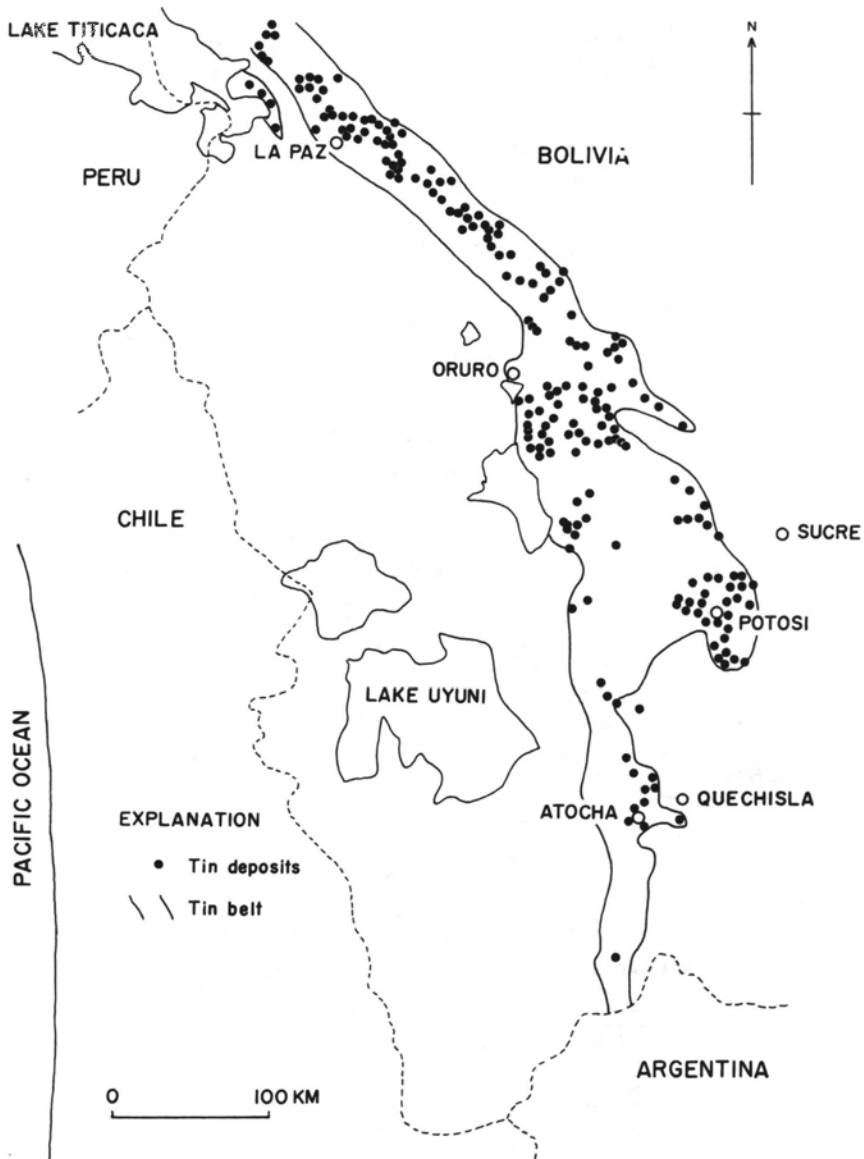 LAKE TITICACA
N
LA PAZ
BOLIVIA
PERU
ORURO
CHILE
SUCRE
POTOSI
LAKE UYUNI
PACIFIC OCEAN
QUECHISLA
ATOCHA
EXPLANATION
Tin deposits
Tin belt
ARGENTINA
0 100 KM